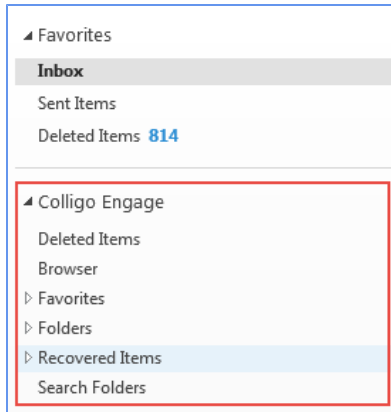 Favorites
Inbox
Sent Items
Deleted Items 814
Colligo Engage
Deleted Items
Browser
Favorites
Folders
Recovered Items
Search Folders